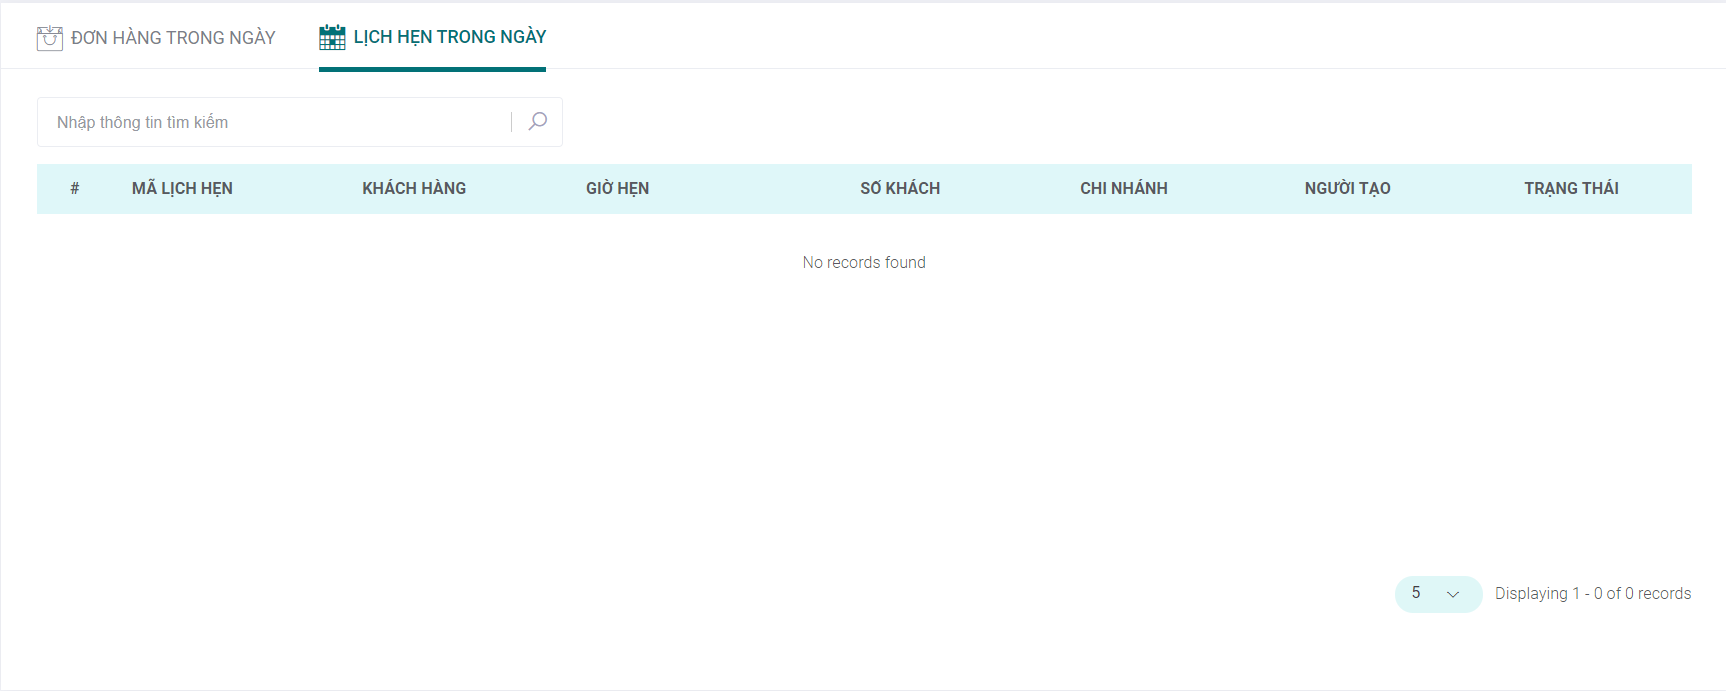 ĐƠN HÀNG TRONG NGÀY LỊCH HẸN TRONG NGÀY
Nhập thông tin tìm kiếm
# MÃ LỊCH HẸN KHÁCH HÀNG GIỜ HẸN SỐ KHÁCH CHI NHÁNH NGƯỜI TẠO TRẠNG THÁI
No records found
5 Displaying 1 - 0 of 0 records